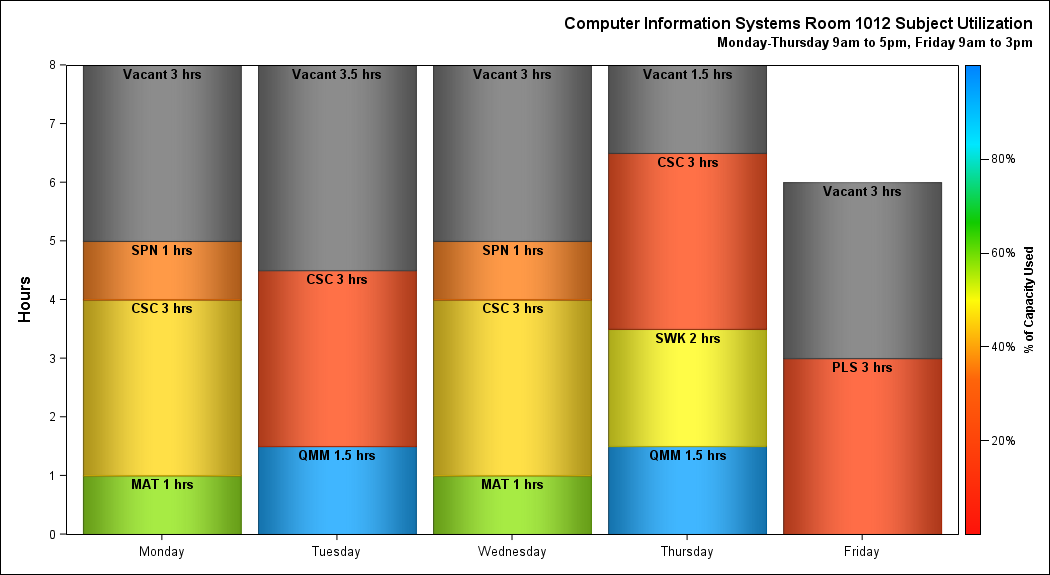 Computer Information Systems Room 1012 Subject Utilization
Monday-Thursday 9am to 5pm, Friday 9am to 3pm
Hours
8
7
6
5
4
3
2
1
0
Vacant 3 hrs
SPN 1 hrs
CSC 3 hrs
MAT 1 hrs
Monday
Vacant 3.5 hrs
CSC 3 hrs
QMM 1.5 hrs
Tuesday
Vacant 3 hrs
SPN 1 hrs
CSC 3 hrs
MAT 1 hrs
Wednesday
Vacant 1.5 hrs
CSC 3 hrs
SWK 2 hrs
QMM 1.5 hrs
Thursday
Vacant 3 hrs
PLS 3 hrs
Friday
80%
60%
40%
20%
% of Capacity Used